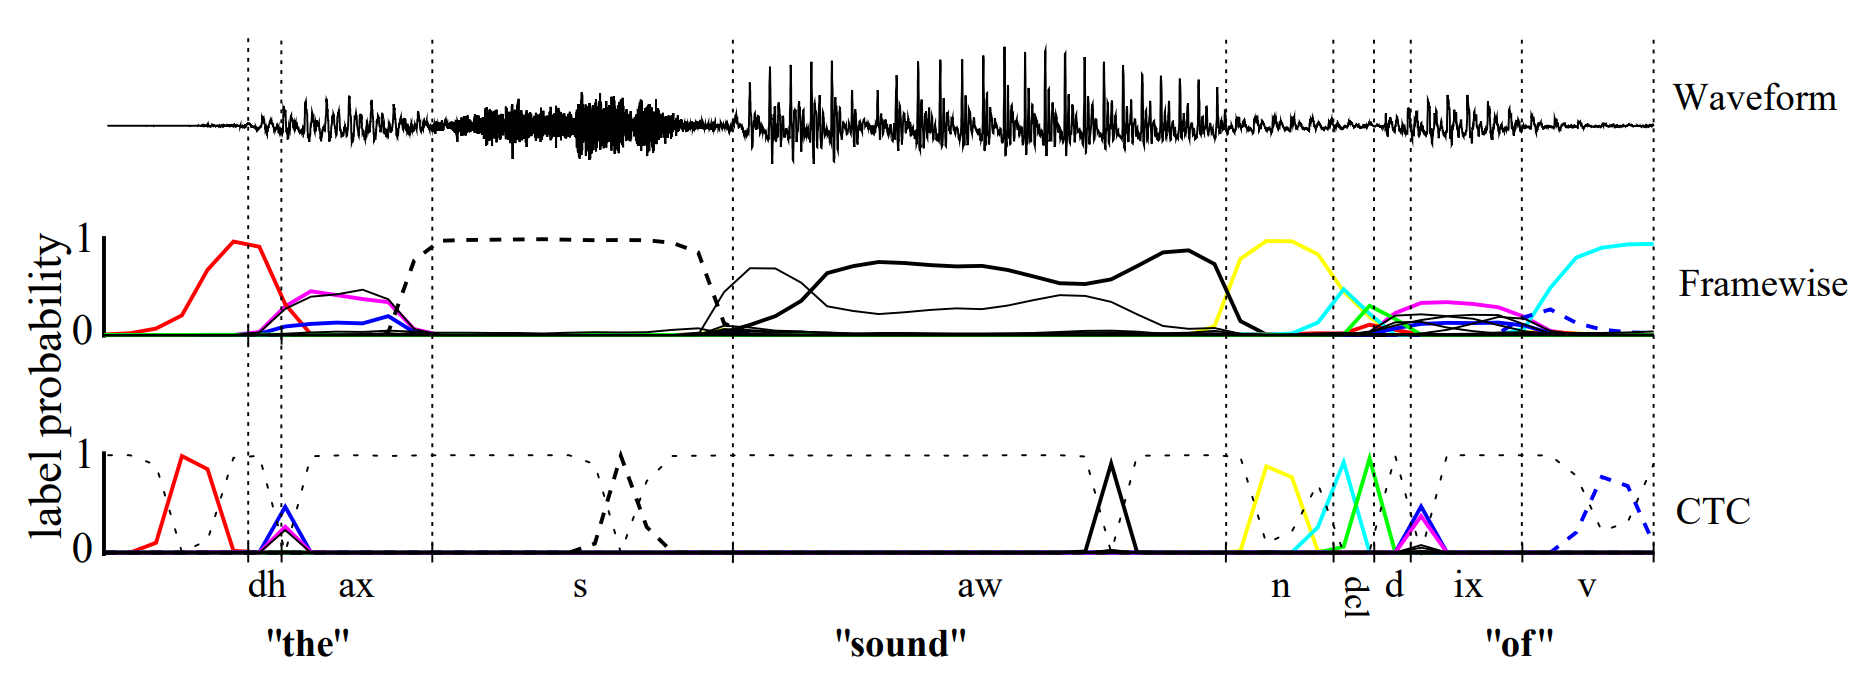 Waveform
label probability
1
0
Framewise
1
0
CTC
dh ax s aw n dcl d ix v
"the" "sound" "of"